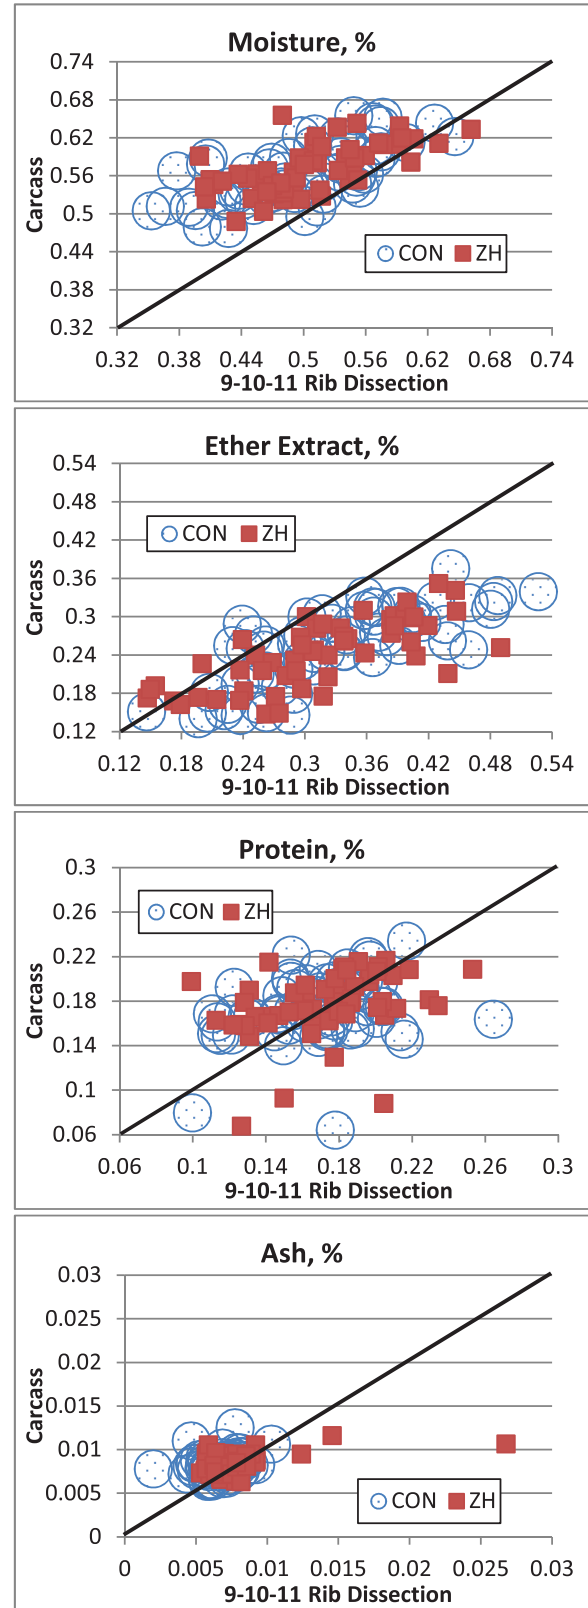 Moisture, %
0.74
0.68
0.62
0.56
0.5
0.44
0.38
0.32
Carcass
CON ZH
0.32 0.38 0.44 0.5 0.56 0.62 0.68 0.74
9-10-11 Rib Dissection
Ether Extract, %
0.54
0.48
0.42
0.36
0.3
0.24
0.18
0.12
Carcass
CON ZH
0.12 0.18 0.24 0.3 0.36 0.42 0.48 0.54
9-10-11 Rib Dissection
Protein, %
0.3
0.26
0.22
0.18
0.14
0.1
0.06
Carcass
CON ZH
0.06 0.1 0.14 0.18 0.22 0.26 0.3
9-10-11 Rib Dissection
Ash, %
0.03
0.025
0.02
0.015
0.01
0.005
0
Carcass
CON ZH
0 0.005 0.01 0.015 0.02 0.025 0.03
9-10-11 Rib Dissection